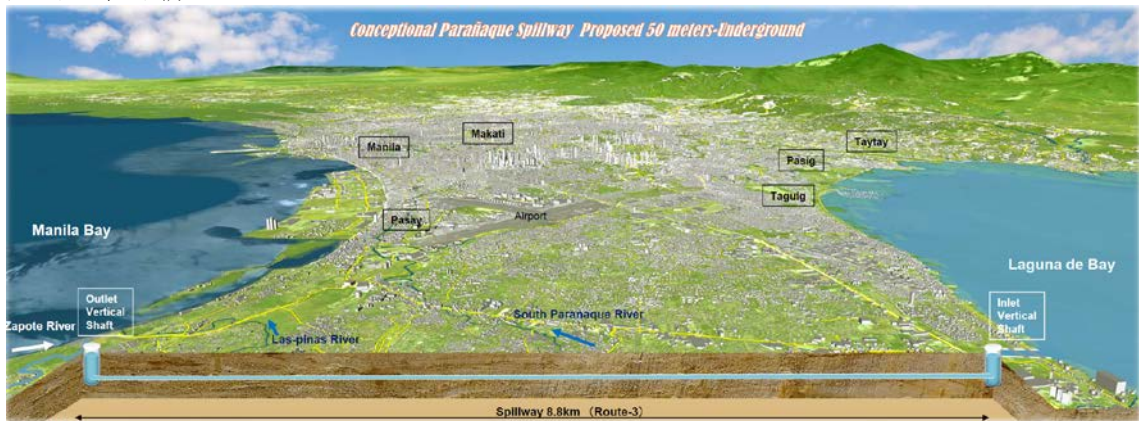 Conceptual Parañaque Spillway Proposed 50 meters-Underground
Makati
Manila
Taytay
Pasig
Taguig
Airport
Pasay
Manila Bay
Laguna de Bay
Outlet
Vertical
Shaft
Inlet
Vertical
Shaft
Zapote River
South Paranaque River
Las-pinas River
Spillway 8.8km (Route-3)